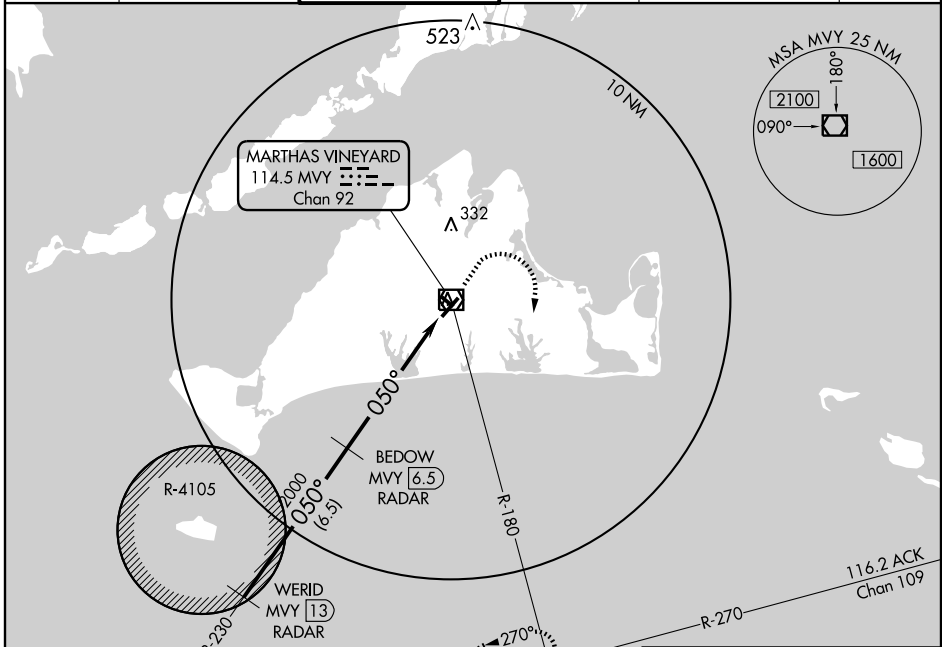 523
10 NM
MSA MVY 25 NM
180°
2100
090°
1600
MARTHAS VINEYARD
114.5 MVY
Chan 92
332
050°
BEDOW
MVY 6.5
RADAR
R-4105
2000
050°
(6.5)
R-180
WERID
MVY 13
RADAR
R-230
270°
R-270
116.2 ACK
Chan 109